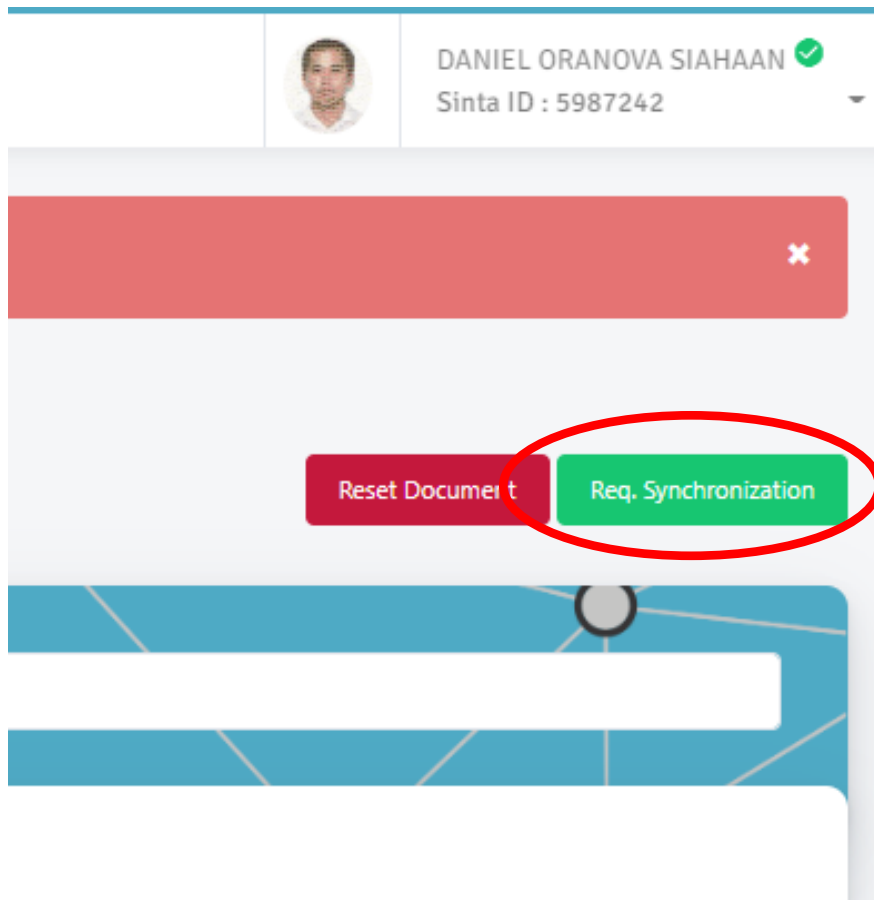 DANIEL ORANOVA SIAHAAN
Sinta ID : 5987242
Reset Document
Req. Synchronization